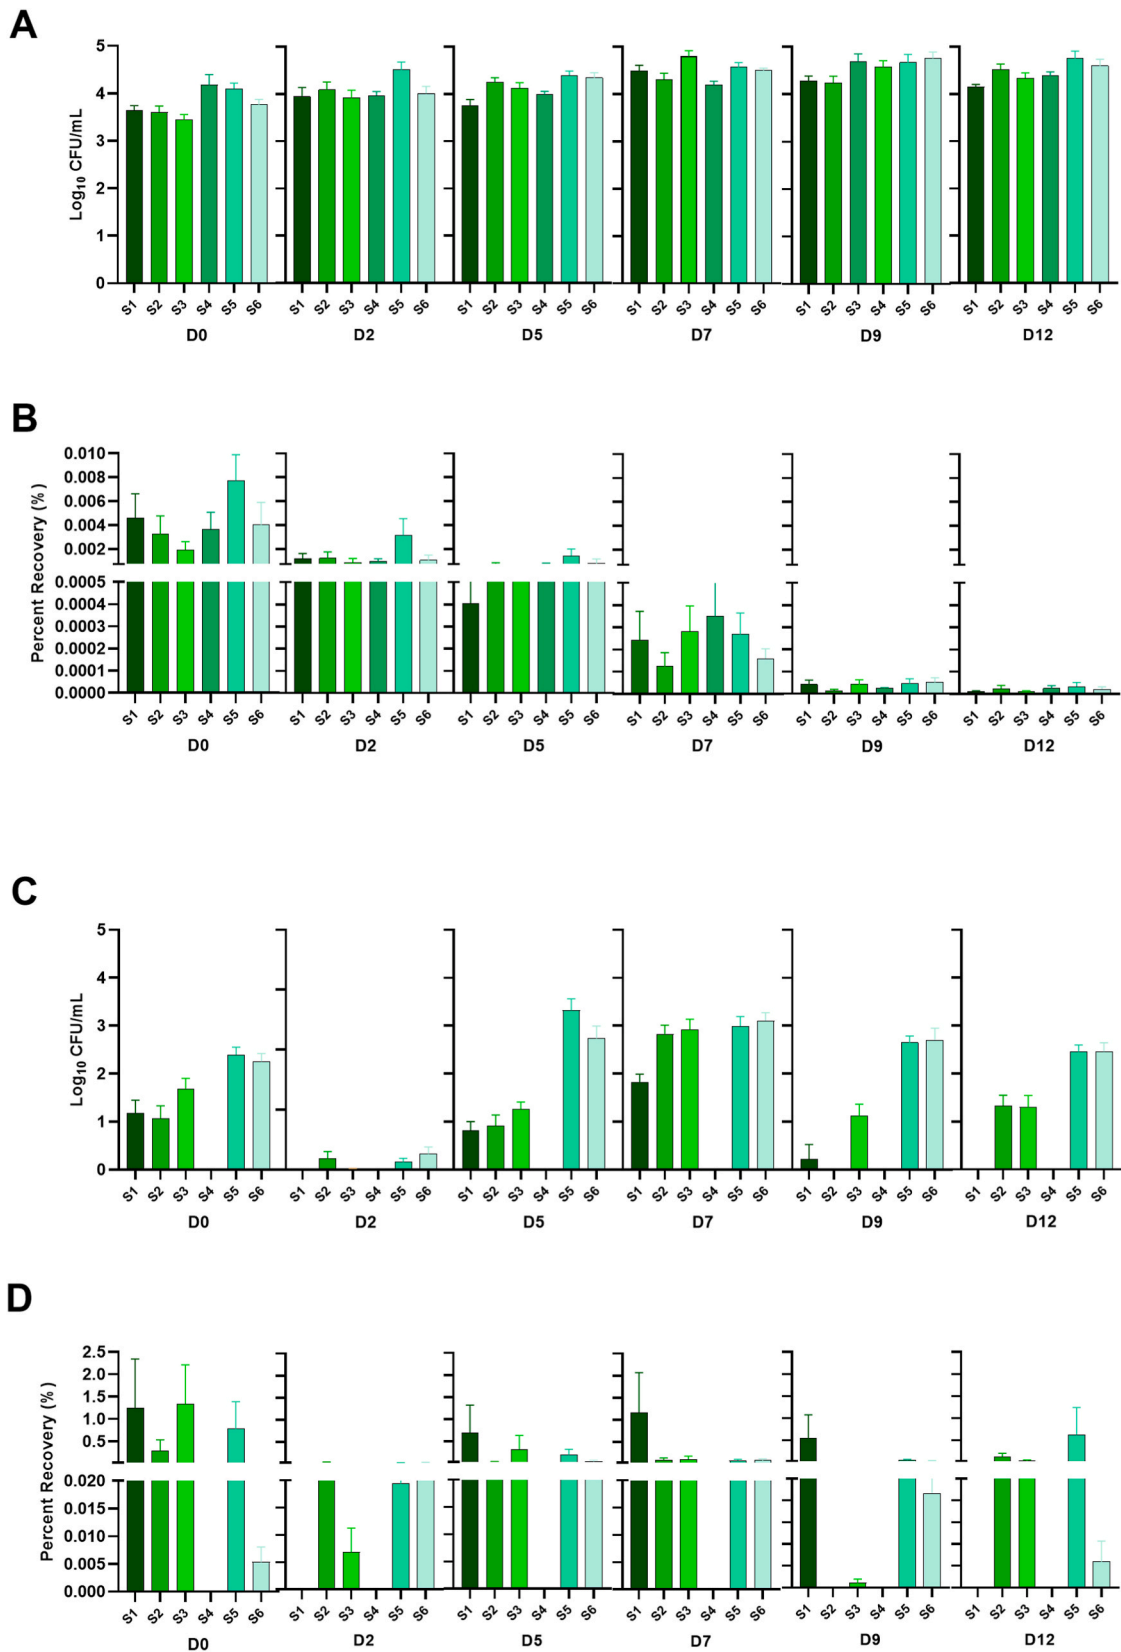 A
Log10 CFU/mL
5
4
3
2
1
0
S1 S2 S3 S4 S5 S6 S1 S2 S3 S4 S5 S6 S1 S2 S3 S4 S5 S6 S1 S2 S3 S4 S5 S6 S1 S2 S3 S4 S5 S6 S1 S2 S3 S4 S5 S6
D0 D2 D5 D7 D9 D12
B
Percent Recovery (%)
0.010
0.008
0.006
0.004
0.002
0.0005
0.0004
0.0003
0.0002
0.0001
0.0000
S1 S2 S3 S4 S5 S6 S1 S2 S3 S4 S5 S6 S1 S2 S3 S4 S5 S6 S1 S2 S3 S4 S5 S6 S1 S2 S3 S4 S5 S6 S1 S2 S3 S4 S5 S6
D0 D2 D5 D7 D9 D12
C
Log10 CFU/mL
5
4
3
2
1
0
S1 S2 S3 S4 S5 S6 S1 S2 S3 S4 S5 S6 S1 S2 S3 S4 S5 S6 S1 S2 S3 S4 S5 S6 S1 S2 S3 S4 S5 S6 S1 S2 S3 S4 S5 S6
D0 D2 D5 D7 D9 D12
D
Percent Recovery (%)
2.5
2.0
1.5
1.0
0.5
0.020
0.015
0.010
0.005
0.000
S1 S2 S3 S4 S5 S6 S1 S2 S3 S4 S5 S6 S1 S2 S3 S4 S5 S6 S1 S2 S3 S4 S5 S6 S1 S2 S3 S4 S5 S6 S1 S2 S3 S4 S5 S6
D0 D2 D5 D7 D9 D12